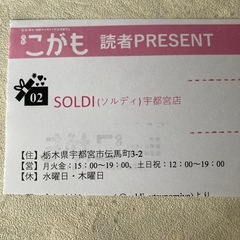 こがも 読者PRESENT
02
SOLDI(ソルディ)宇都宮店
【住】栃木県宇都宮市伝馬町3-2
【営】月火金：15：00～19：00、土日祝：12：00～19：00
【休】水曜日・木曜日